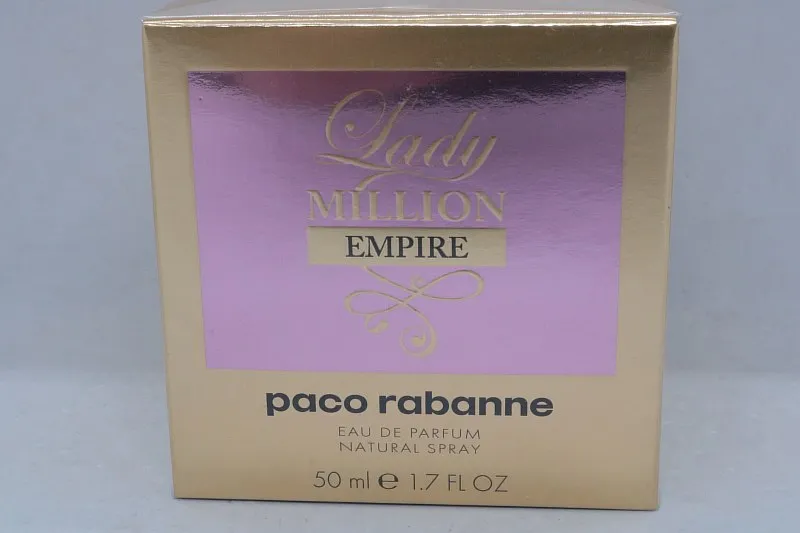 Lady
MILLION
EMPIRE
paco rabanne
EAU DE PARFUM
NATURAL SPRAY
50 ml ℮ 1.7 FL OZ